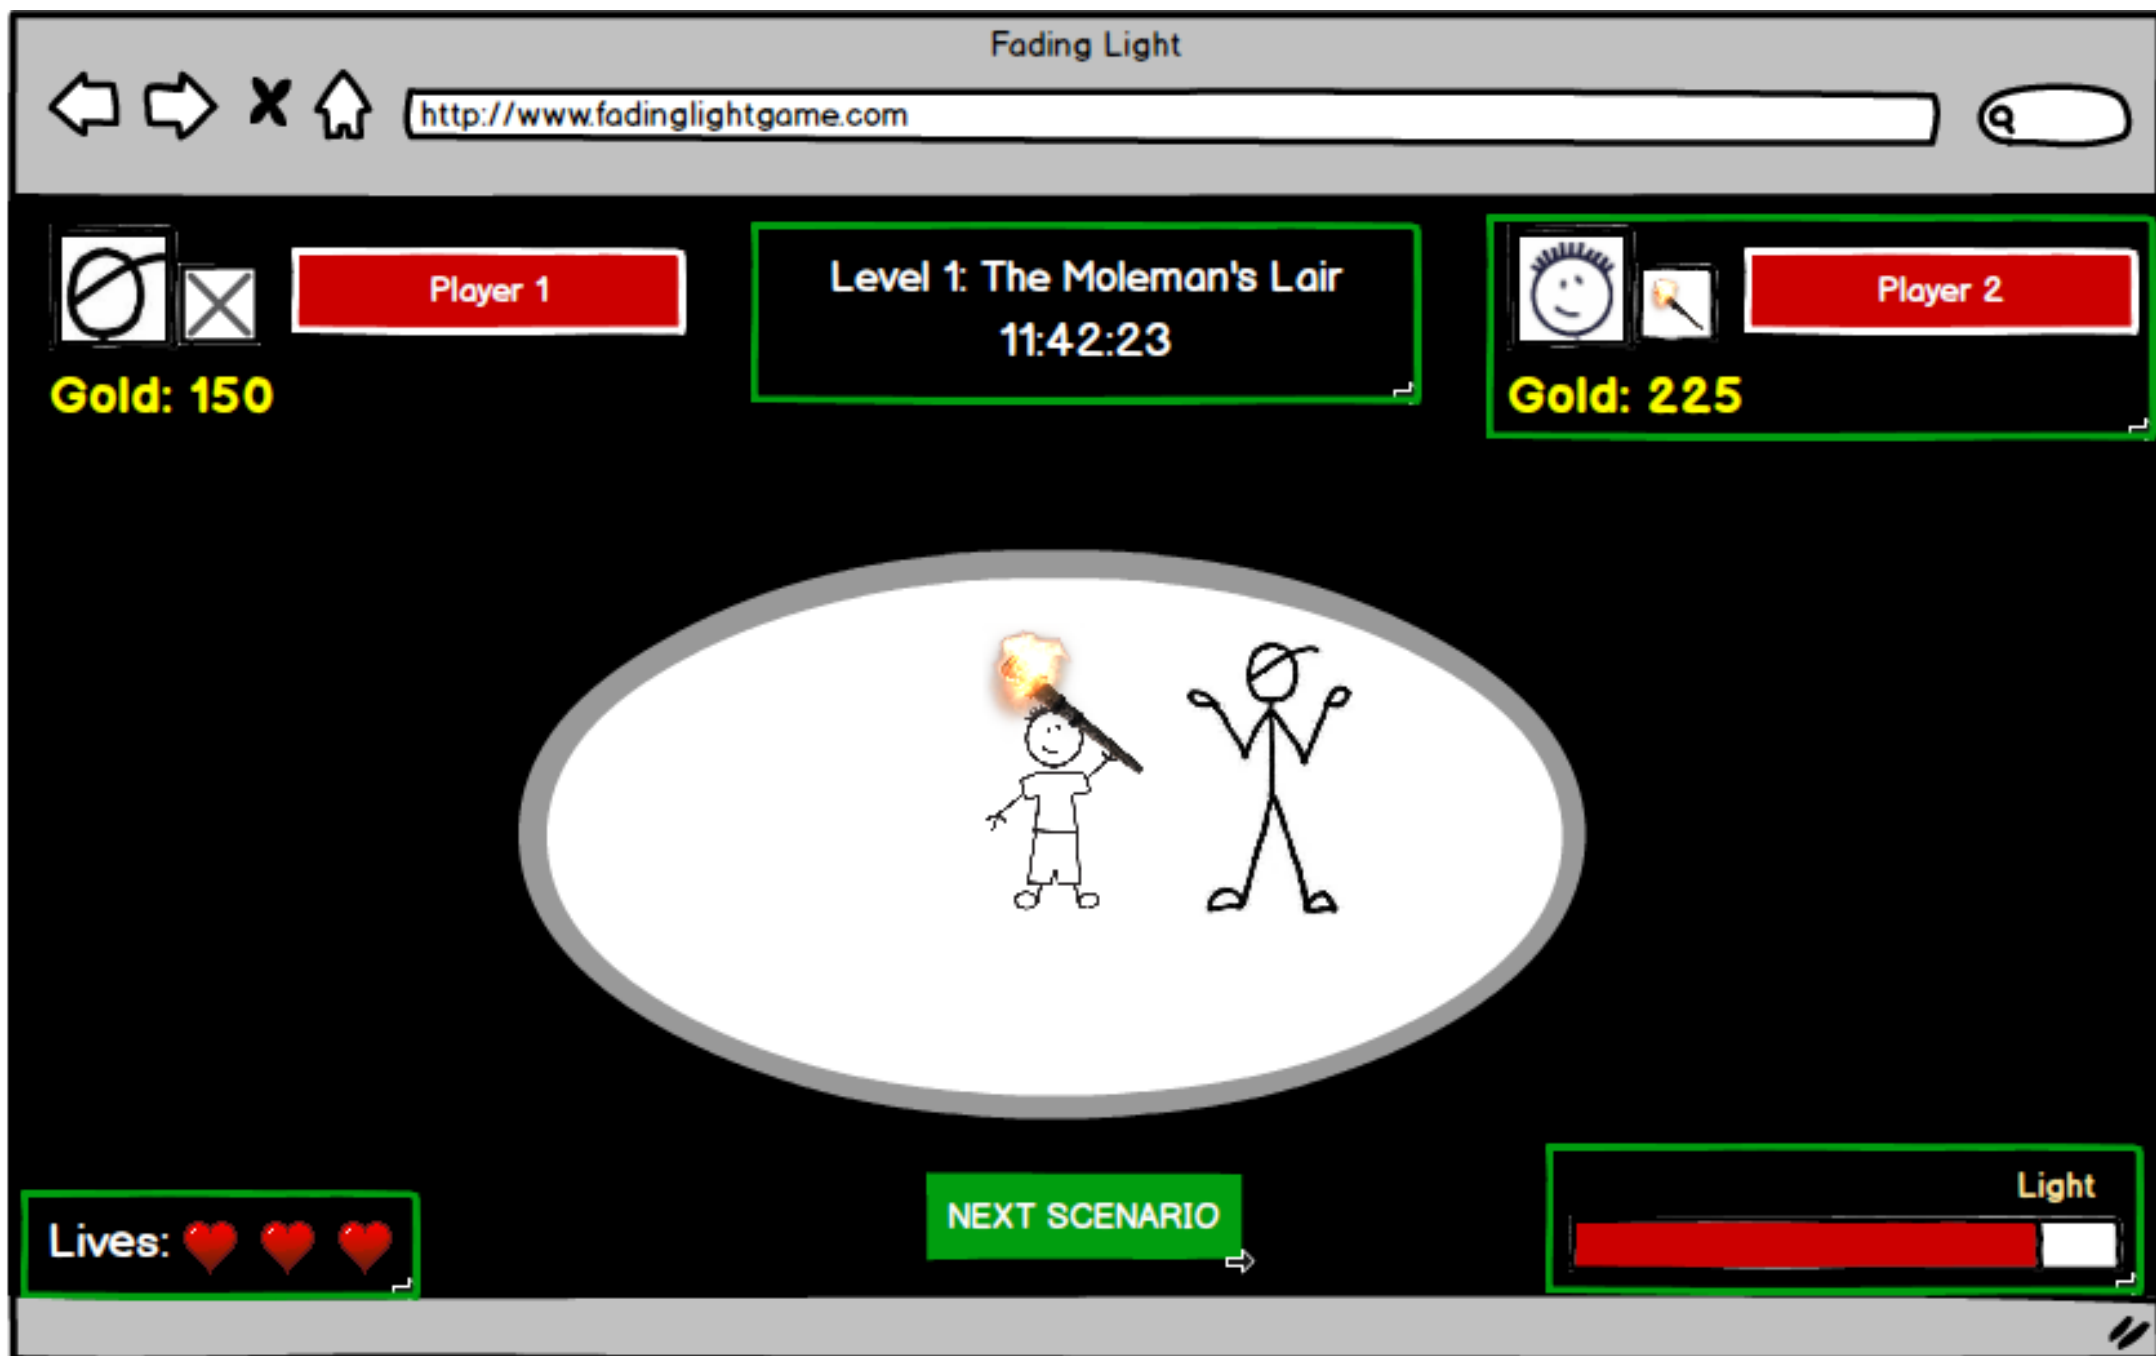 Fading Light
http://www.fadinglightgame.com
Player 1
Gold: 150
Level 1: The Moleman's Lair
11:42:23
Player 2
Gold: 225
Lives:
NEXT SCENARIO
Light